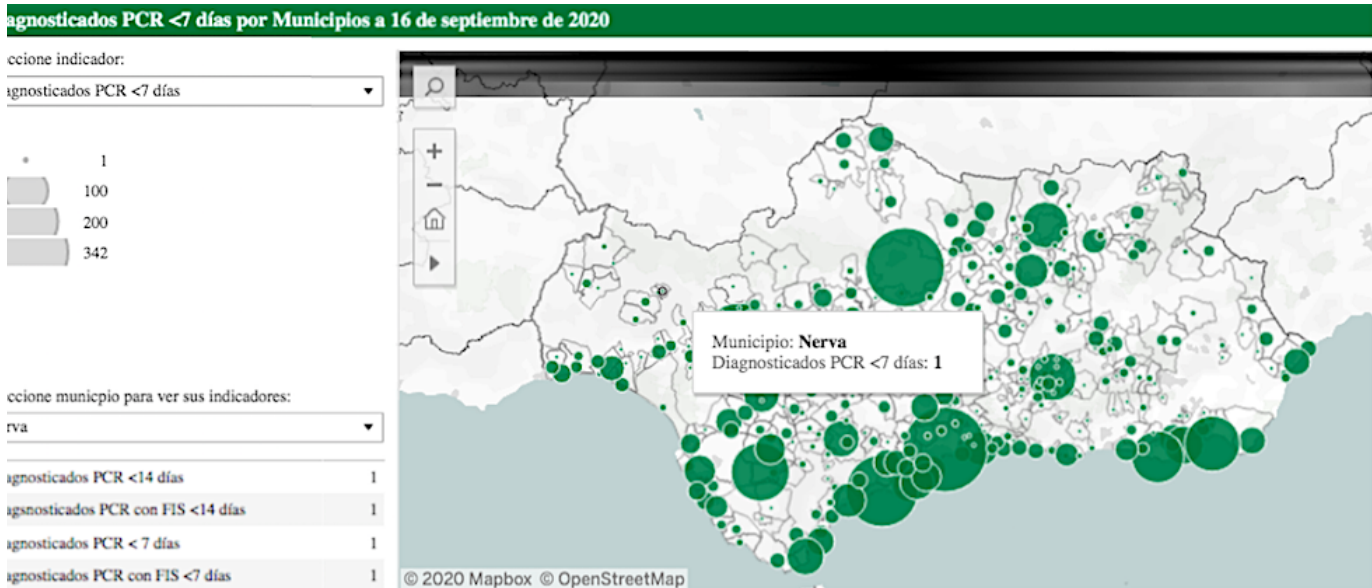 agnosticados PCR <7 días por Municipios a 16 de septiembre de 2020
ccione indicador:
agnosticados PCR <7 días
1
100
200
342
Municipio: Nerva
Diagnosticados PCR <7 días: 1
ccione municpio para ver sus indicadores:
rva
agnosticados PCR <14 días 1
agsnosticados PCR con FIS <14 días 1
agnosticados PCR < 7 días 1
agnosticados PCR con FIS <7 días 1
© 2020 Mapbox © OpenStreetMap